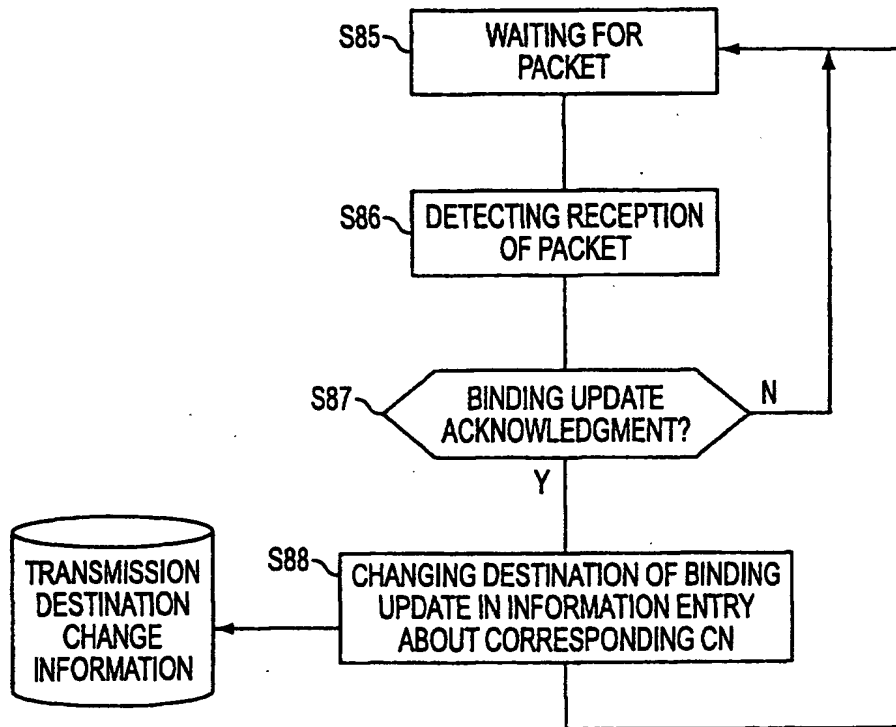 S85
WAITING FOR
PACKET
S86
DETECTING RECEPTION
OF PACKET
S87
BINDING UPDATE
ACKNOWLEDGMENT?
N
Y
S88
CHANGING DESTINATION OF BINDING
UPDATE IN INFORMATION ENTRY
ABOUT CORRESPONDING CN
TRANSMISSION
DESTINATION
CHANGE
INFORMATION